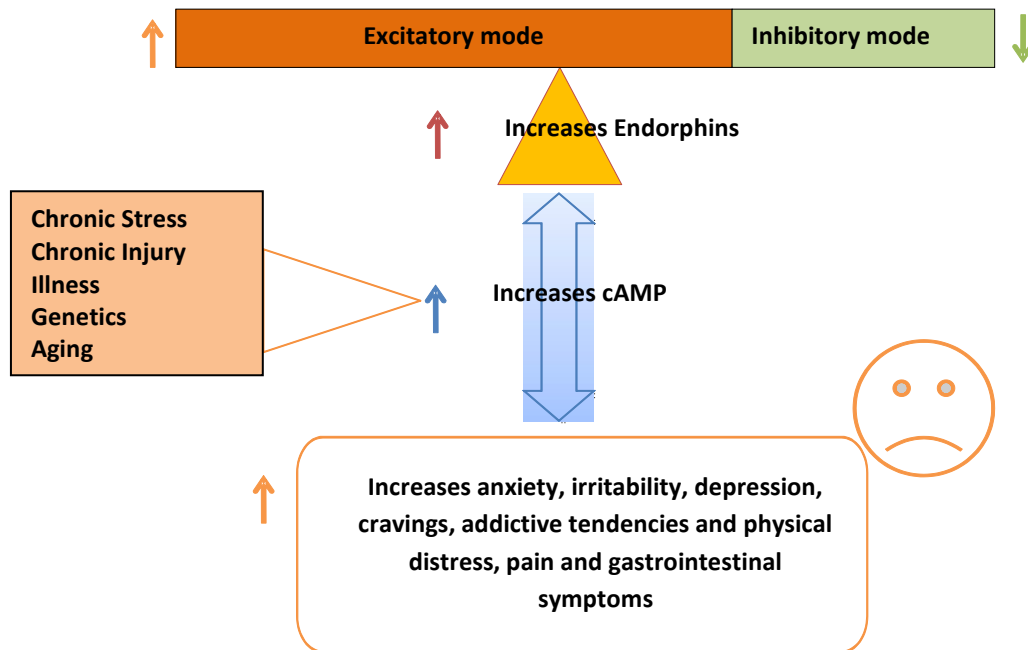 Excitatory mode
Inhibitory mode
Increases Endorphins
Chronic Stress
Chronic Injury
Illness
Genetics
Aging
Increases cAMP
Increases anxiety, irritability, depression,
cravings, addictive tendencies and physical
distress, pain and gastrointestinal
symptoms